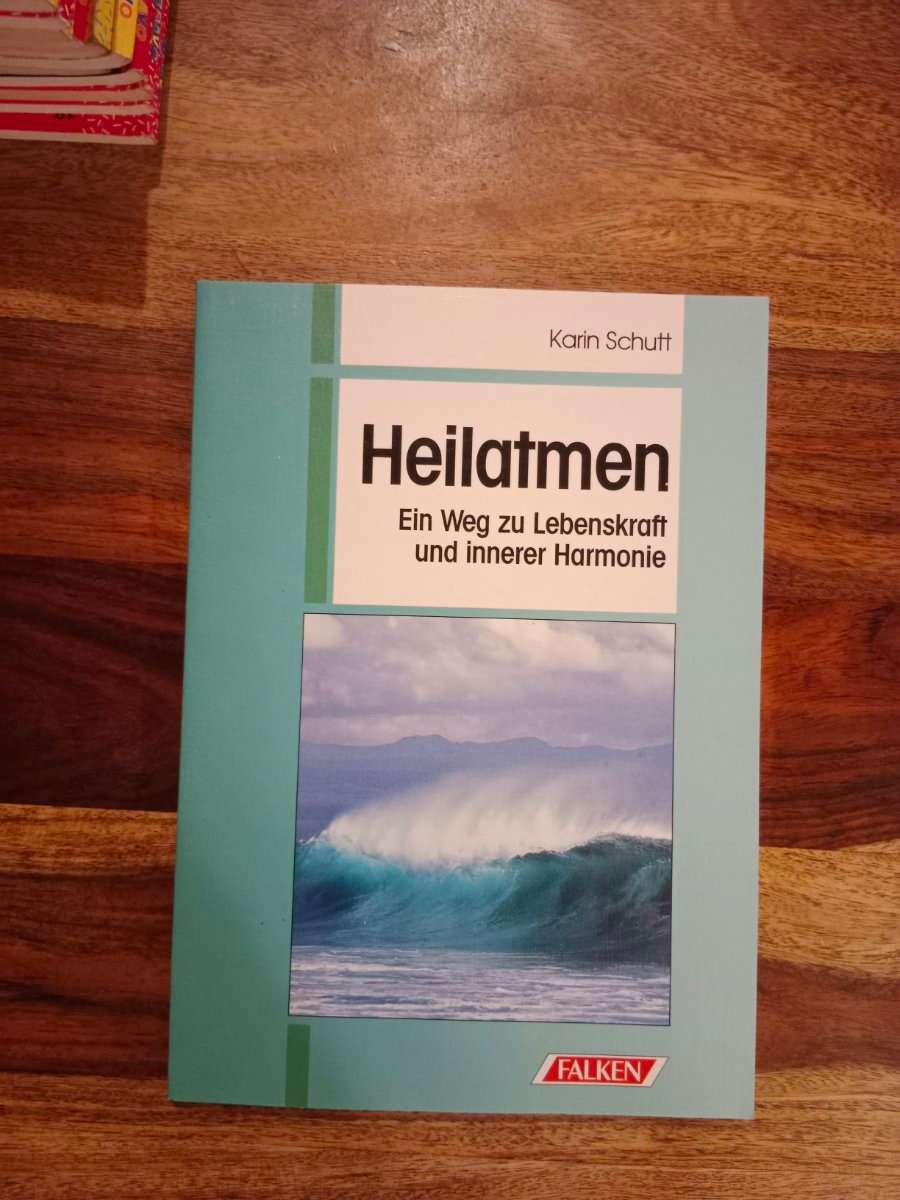 Karin Schutt
Heilatmen
Ein Weg zu Lebenskraft
und innerer Harmonie
FALKEN